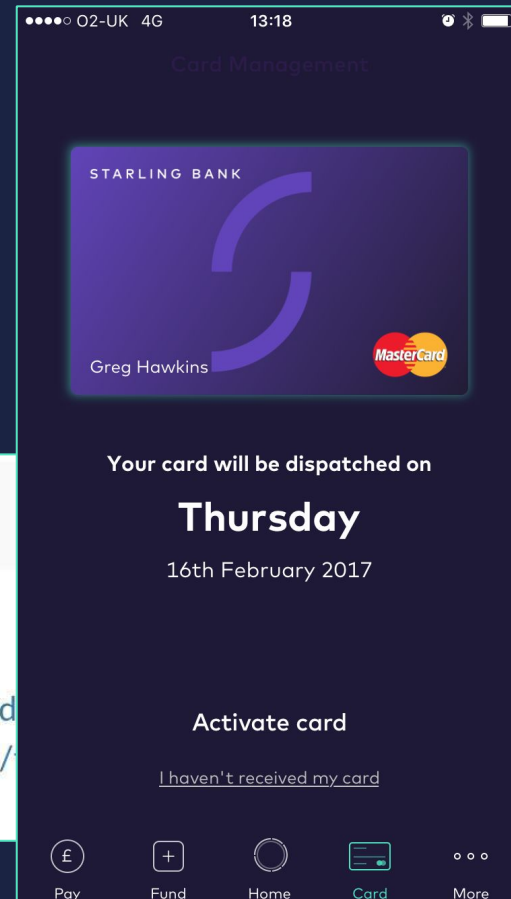 O2-UK 4G 13:18
Card Management
STARLING BANK
Greg Hawkins
MasterCard
Your card will be dispatched on
Thursday
16th February 2017
d
/
Activate card
I haven't received my card
£
Pay Fund Home Card More